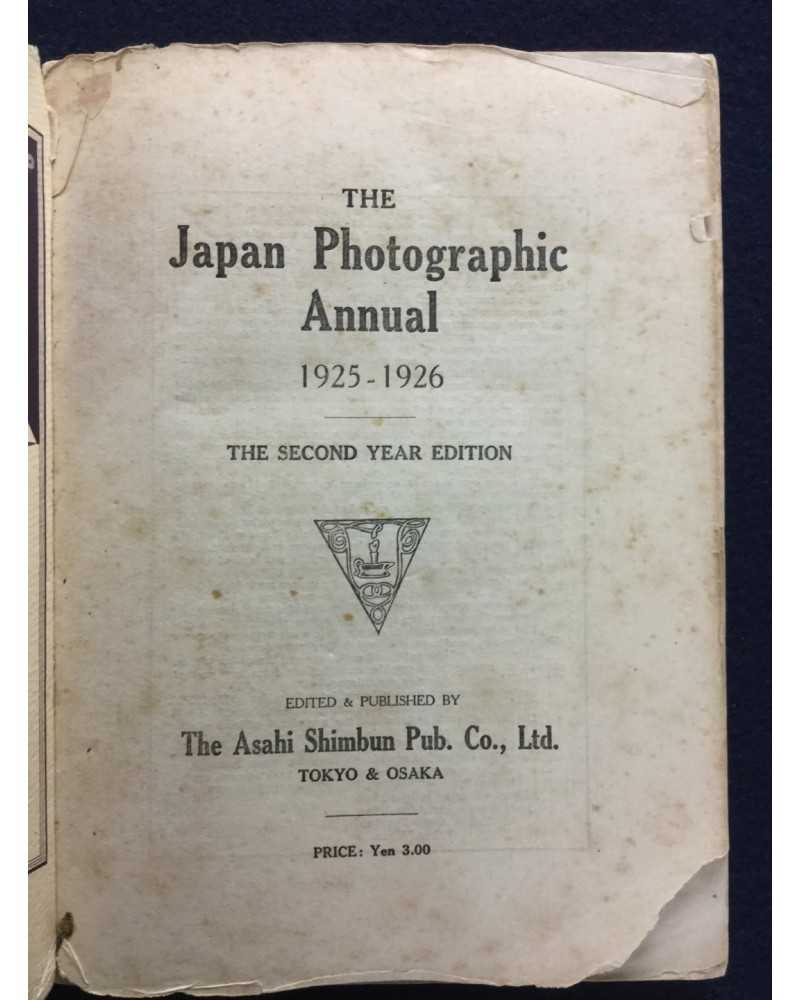 THE
Japan Photographic
Annual
1925-1926
THE SECOND YEAR EDITION
EDITED & PUBLISHED BY
The Asahi Shimbun Pub. Co., Ltd.
TOKYO & OSAKA
PRICE: Yen 3.00